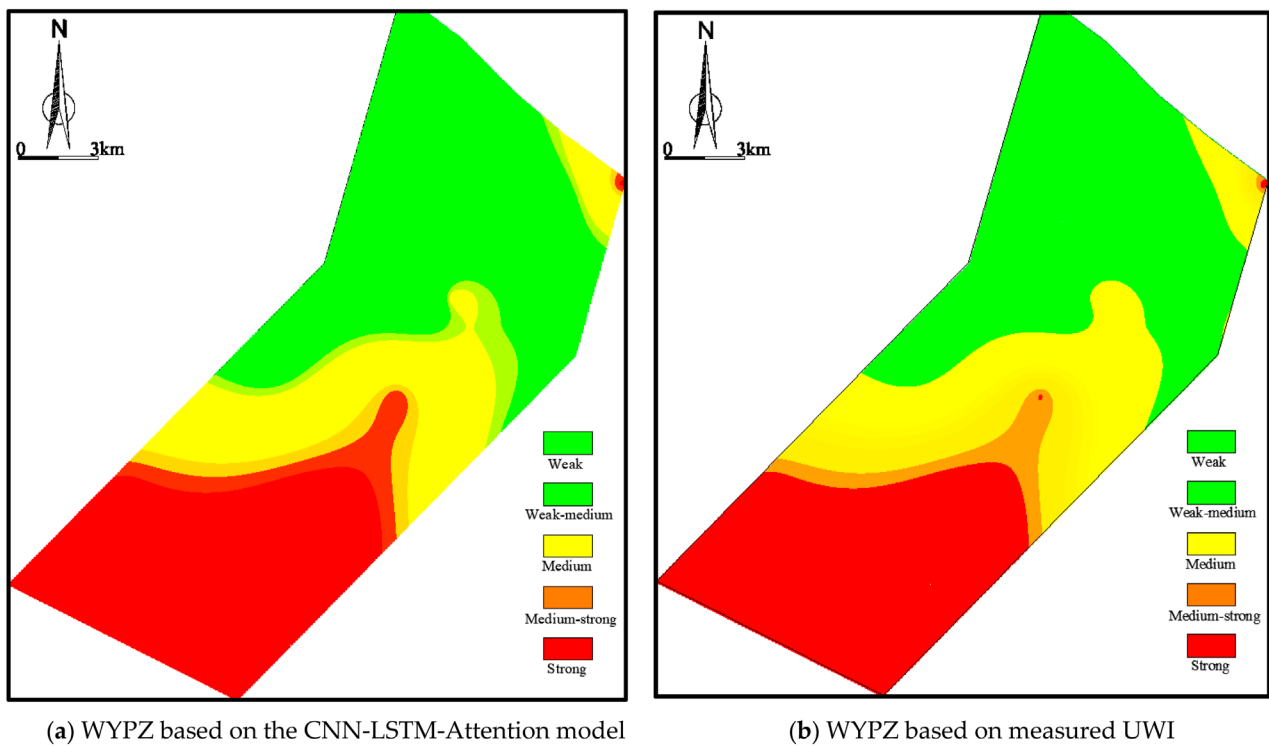 N
0 3km
Weak
Weak-medium
Medium
Medium-strong
Strong
N
0 3km
Weak
Weak-medium
Medium
Medium-strong
Strong
(a) WYPZ based on the CNN-LSTM-Attention model
(b) WYPZ based on measured UWI